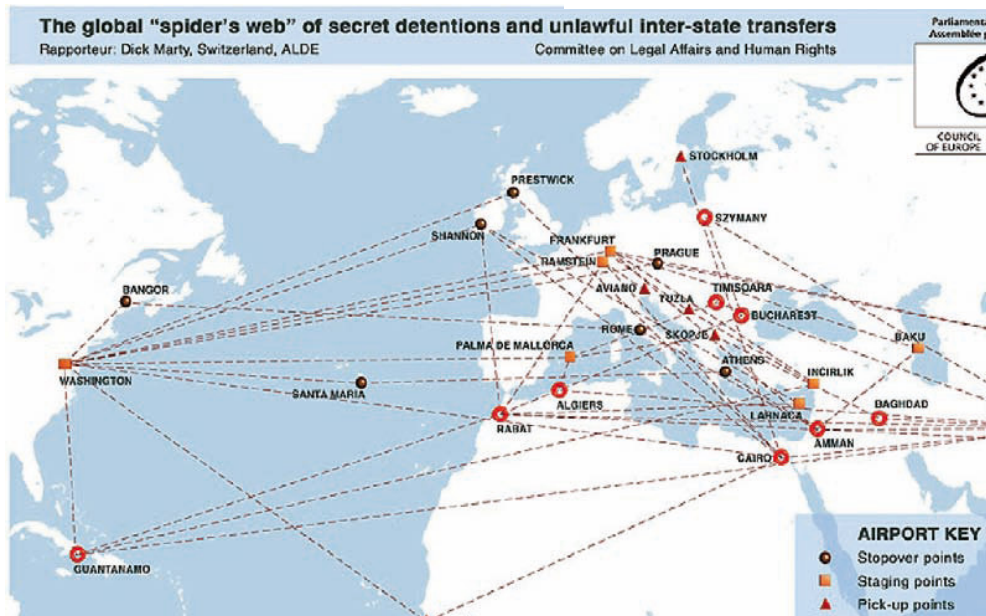 The global “spider’s web” of secret detentions and unlawful inter-state transfers
Rapporteur: Dick Marty, Switzerland, ALDE
Committee on Legal Affairs and Human Rights
Assemblée
COUNCIL
OF EUROPE
STOCKHOLM
PRESTWICK
SZYMANY
SHANNON
FRANKFURT
RAMSTEIN
PRAGUE
BANGOR
AVIANO
TUZLA
TIMIŞOARA
BUCHAREST
ROME
SKOPJE
BAKU
PALMA DE MALLORCA
WASHINGTON
ATHENS
INCIRLIK
SANTA MARIA
ALGIERS
LARNACA
BAGHDAD
RABAT
AMMAN
CAIRO
GUANTANAMO
AIRPORT KEY
Stopover points
Staging points
Pick-up points